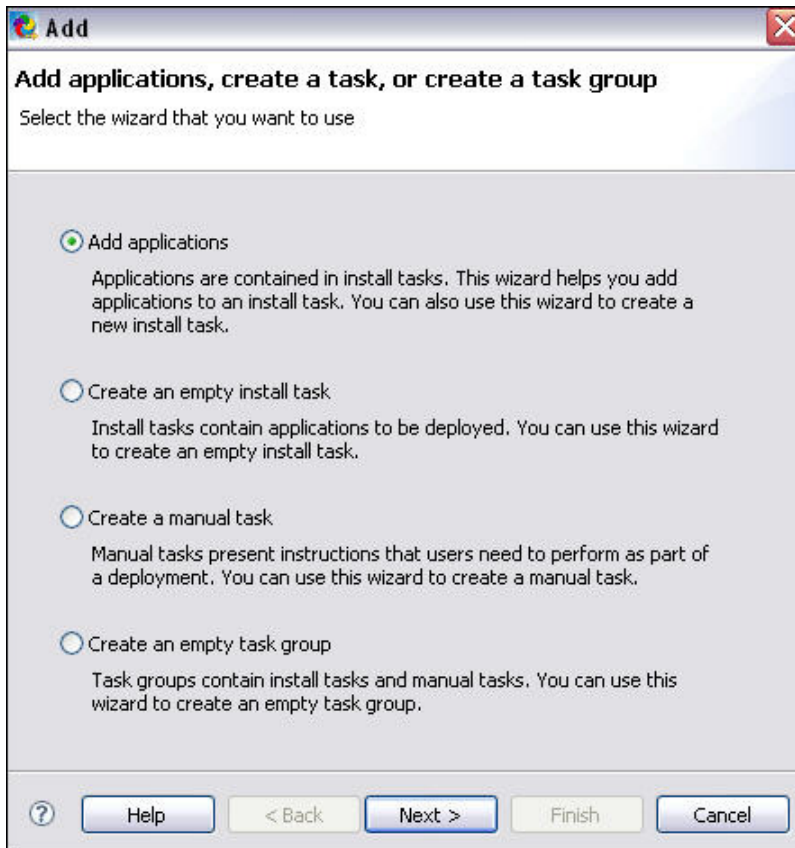 Add
Add applications, create a task, or create a task group
Select the wizard that you want to use
Add applications
Applications are contained in install tasks. This wizard helps you add
applications to an install task. You can also use this wizard to create a
new install task.
Create an empty install task
Install tasks contain applications to be deployed. You can use this wizard
to create an empty install task.
Create a manual task
Manual tasks present instructions that users need to perform as part of
a deployment. You can use this wizard to create a manual task.
Create an empty task group
Task groups contain install tasks and manual tasks. You can use this
wizard to create an empty task group.
? Help < Back Next > Finish Cancel